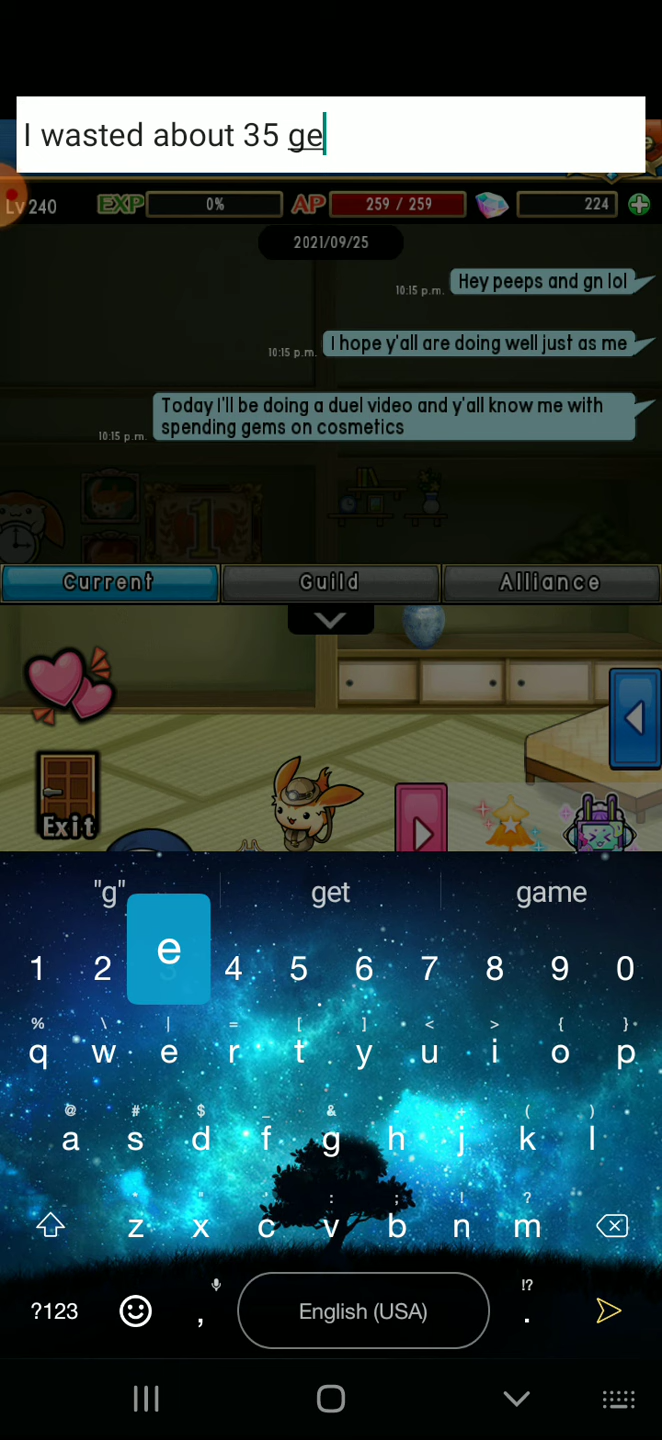 I wasted about 35 ge
Lv 240 EXP 0% AP 259 / 259 224
2021/09/25
Hey peeps and gn lol
10:15 p.m.
I hope y'all are doing well just as me
10:15 p.m.
Today I'll be doing a duel video and y'all know me with
spending gems on cosmetics
10:15 p.m.
1
Current Guild Alliance
Exit
"g" get game
e
1 2 4 5 6 7 8 9 0
% \ | = [ ] < > { }
q w e r t y u i o p
@ # $ _ & - + ( )
a s d f g h j k l
* " ' : ; ! ?
z x c v b n m
?123 , English (USA) !? .